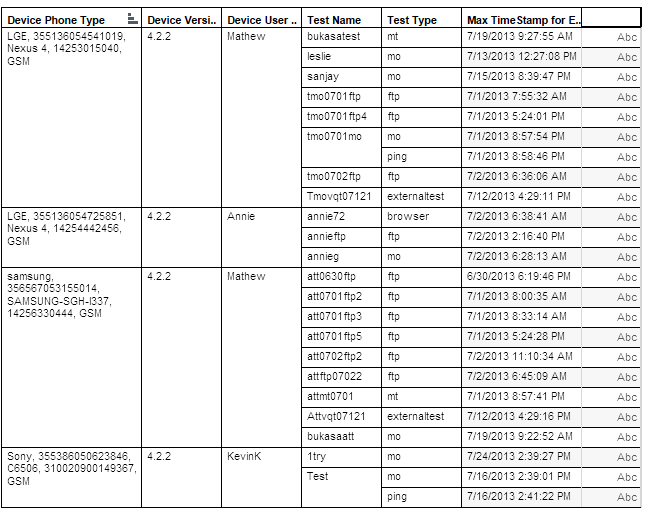 Device Phone Type Device Versi.. Device User .. Test Name Test Type Max TimeStamp for E..
LGE, 355136054541019, 4.2.2 Mathew bukasatest mt 7/19/2013 9:27:55 AM Abc
Nexus 4, 14253015040,
GSM
leslie mo 7/13/2013 12:27:08 PM Abc
sanjay mo 7/15/2013 8:39:47 PM Abc
tmo0701ftp ftp 7/1/2013 7:55:32 AM Abc
tmo0701ftp4 ftp 7/1/2013 5:24:01 PM Abc
tmo0701mo mo 7/1/2013 8:57:54 PM Abc
ping 7/1/2013 8:58:46 PM Abc
tmo0702ftp ftp 7/2/2013 6:36:06 AM Abc
Tmovqt07121 externaltest 7/12/2013 4:29:11 PM Abc
LGE, 355136054725851, 4.2.2 Annie annie72 browser 7/2/2013 6:38:41 AM Abc
Nexus 4, 14254442456,
GSM
annieftp ftp 7/2/2013 2:16:40 PM Abc
annieg mo 7/2/2013 6:28:13 AM Abc
samsung, 4.2.2 Mathew att0630ftp ftp 6/30/2013 6:19:46 PM Abc
356567053155014,
SAMSUNG-SGH-I337,
14256330444, GSM
att0701ftp2 ftp 7/1/2013 8:00:35 AM Abc
att0701ftp3 ftp 7/1/2013 8:33:14 AM Abc
att0701ftp5 ftp 7/1/2013 5:24:28 PM Abc
att0702ftp2 ftp 7/2/2013 11:10:34 AM Abc
attftp07022 ftp 7/2/2013 6:45:09 AM Abc
attmt0701 mt 7/1/2013 8:57:41 PM Abc
Attvqt07121 externaltest 7/12/2013 4:29:16 PM Abc
bukasaatt mo 7/19/2013 9:22:52 AM Abc
Sony, 355386050623846, 4.2.2 KevinK 1try mo 7/24/2013 2:39:27 PM Abc
C6506, 310020900149367,
GSM
Test mo 7/16/2013 2:39:01 PM Abc
ping 7/16/2013 2:41:22 PM Abc